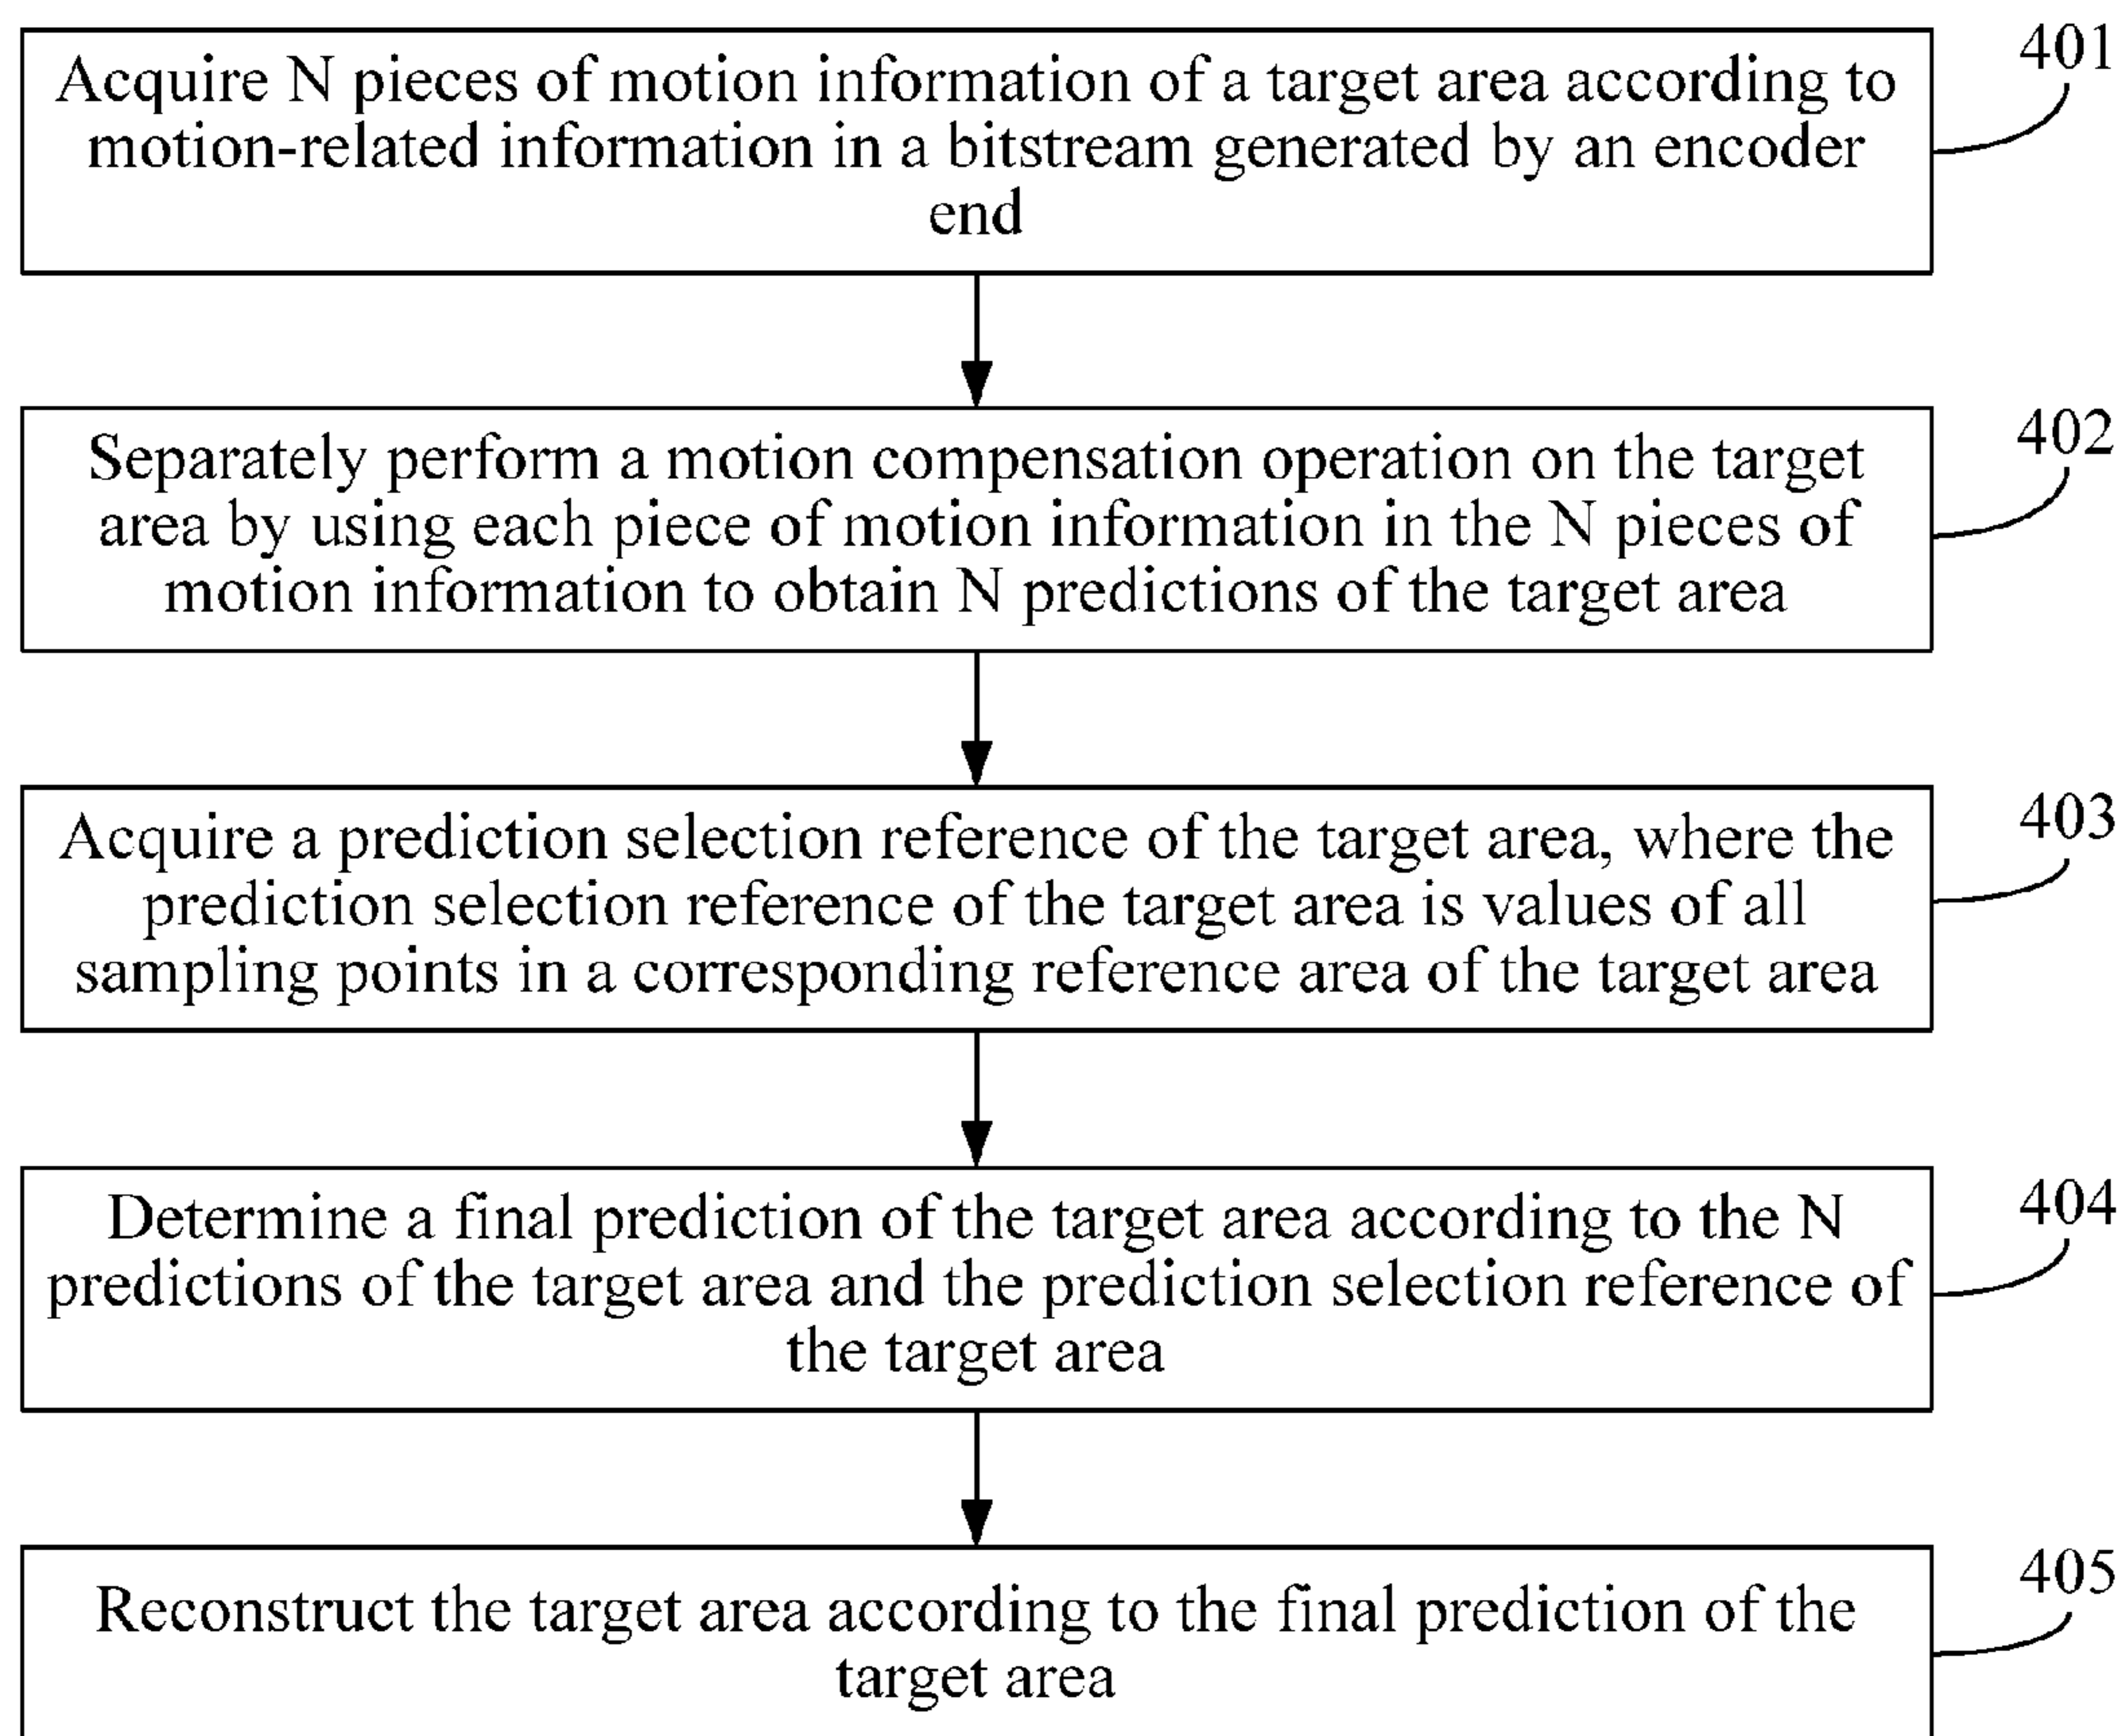 401
Acquire N pieces of motion information of a target area according to
motion-related information in a bitstream generated by an encoder
end
402
Separately perform a motion compensation operation on the target
area by using each piece of motion information in the N pieces of
motion information to obtain N predictions of the target area
403
Acquire a prediction selection reference of the target area, where the
prediction selection reference of the target area is values of all
sampling points in a corresponding reference area of the target area
404
Determine a final prediction of the target area according to the N
predictions of the target area and the prediction selection reference of
the target area
405
Reconstruct the target area according to the final prediction of the
target area